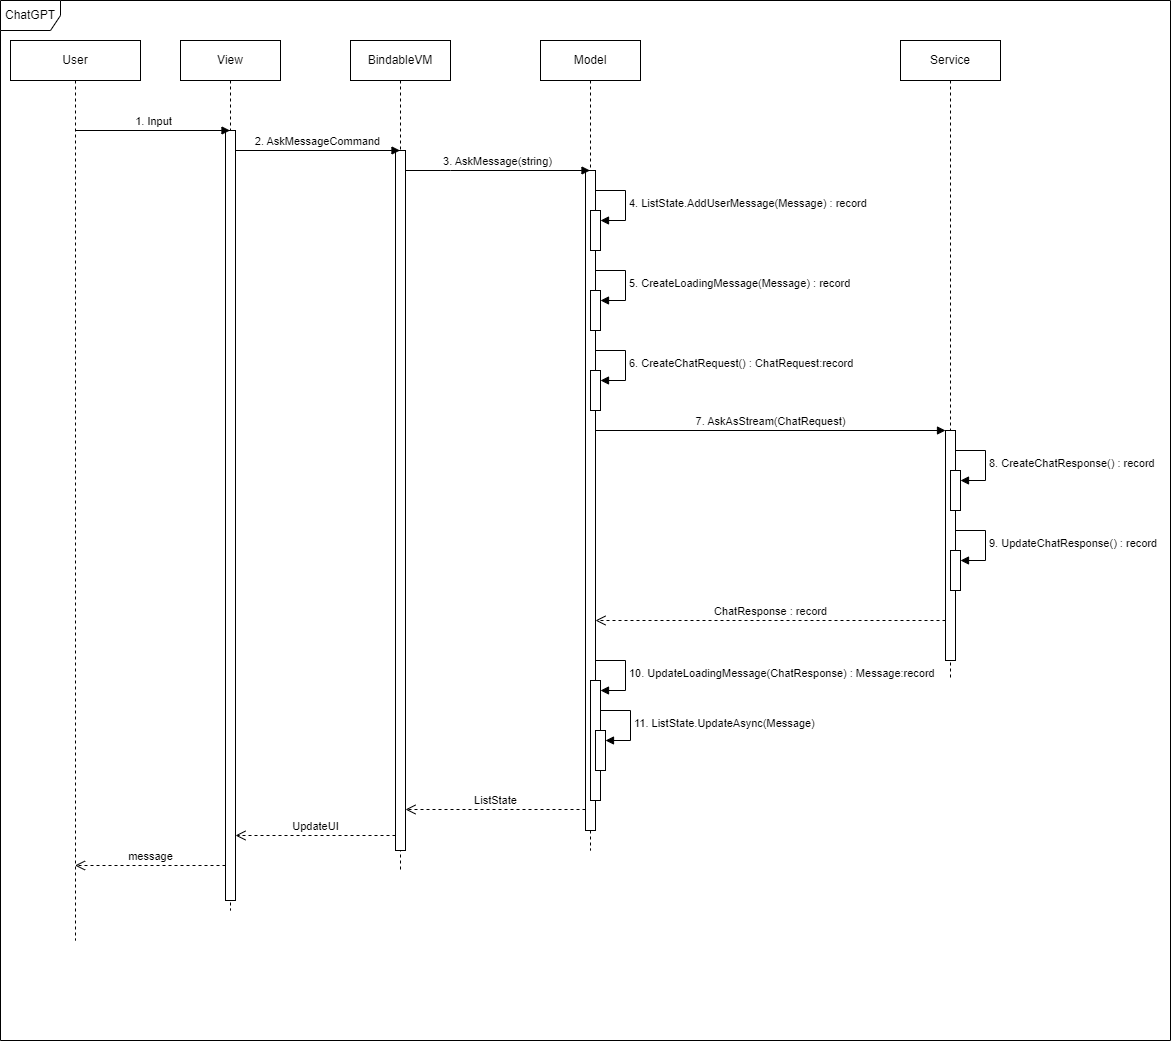 ChatGPT
User
View
BindableVM
Model
Service
1. Input
2. AskMessageCommand
3. AskMessage(string)
4. ListState.AddUserMessage(Message) : record
5. CreateLoadingMessage(Message) : record
6. CreateChatRequest() : ChatRequest:record
7. AskAsStream(ChatRequest)
8. CreateChatResponse() : record
9. UpdateChatResponse() : record
ChatResponse : record
10. UpdateLoadingMessage(ChatResponse) : Message:record
11. ListState.UpdateAsync(Message)
ListState
UpdateUI
message